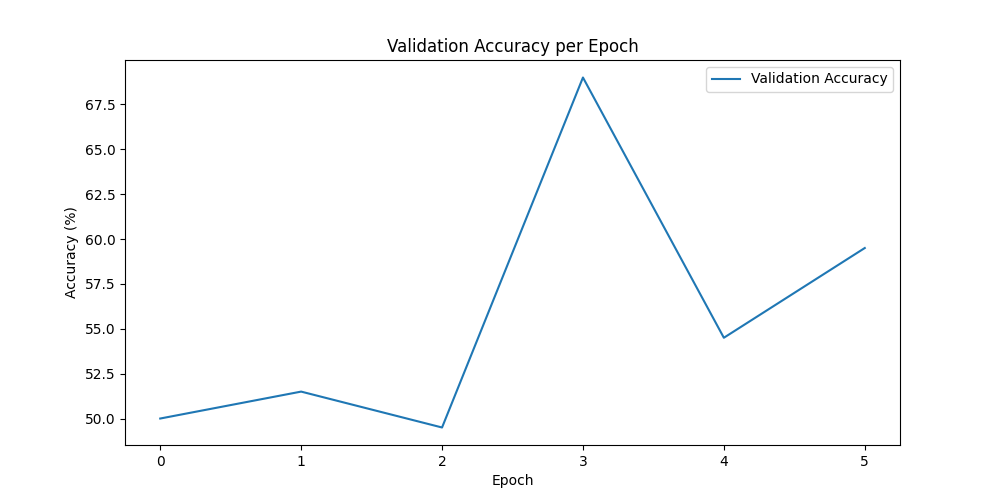 Validation Accuracy per Epoch
Validation Accuracy
67.5
65.0
62.5
60.0
57.5
55.0
52.5
50.0
Accuracy (%)
0 1 2 3 4 5
Epoch